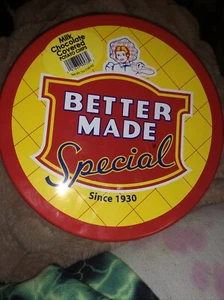 Milk
Chocolate
Covered
POTATO CHIPS
BETTER
MADE
Special
Since 1930